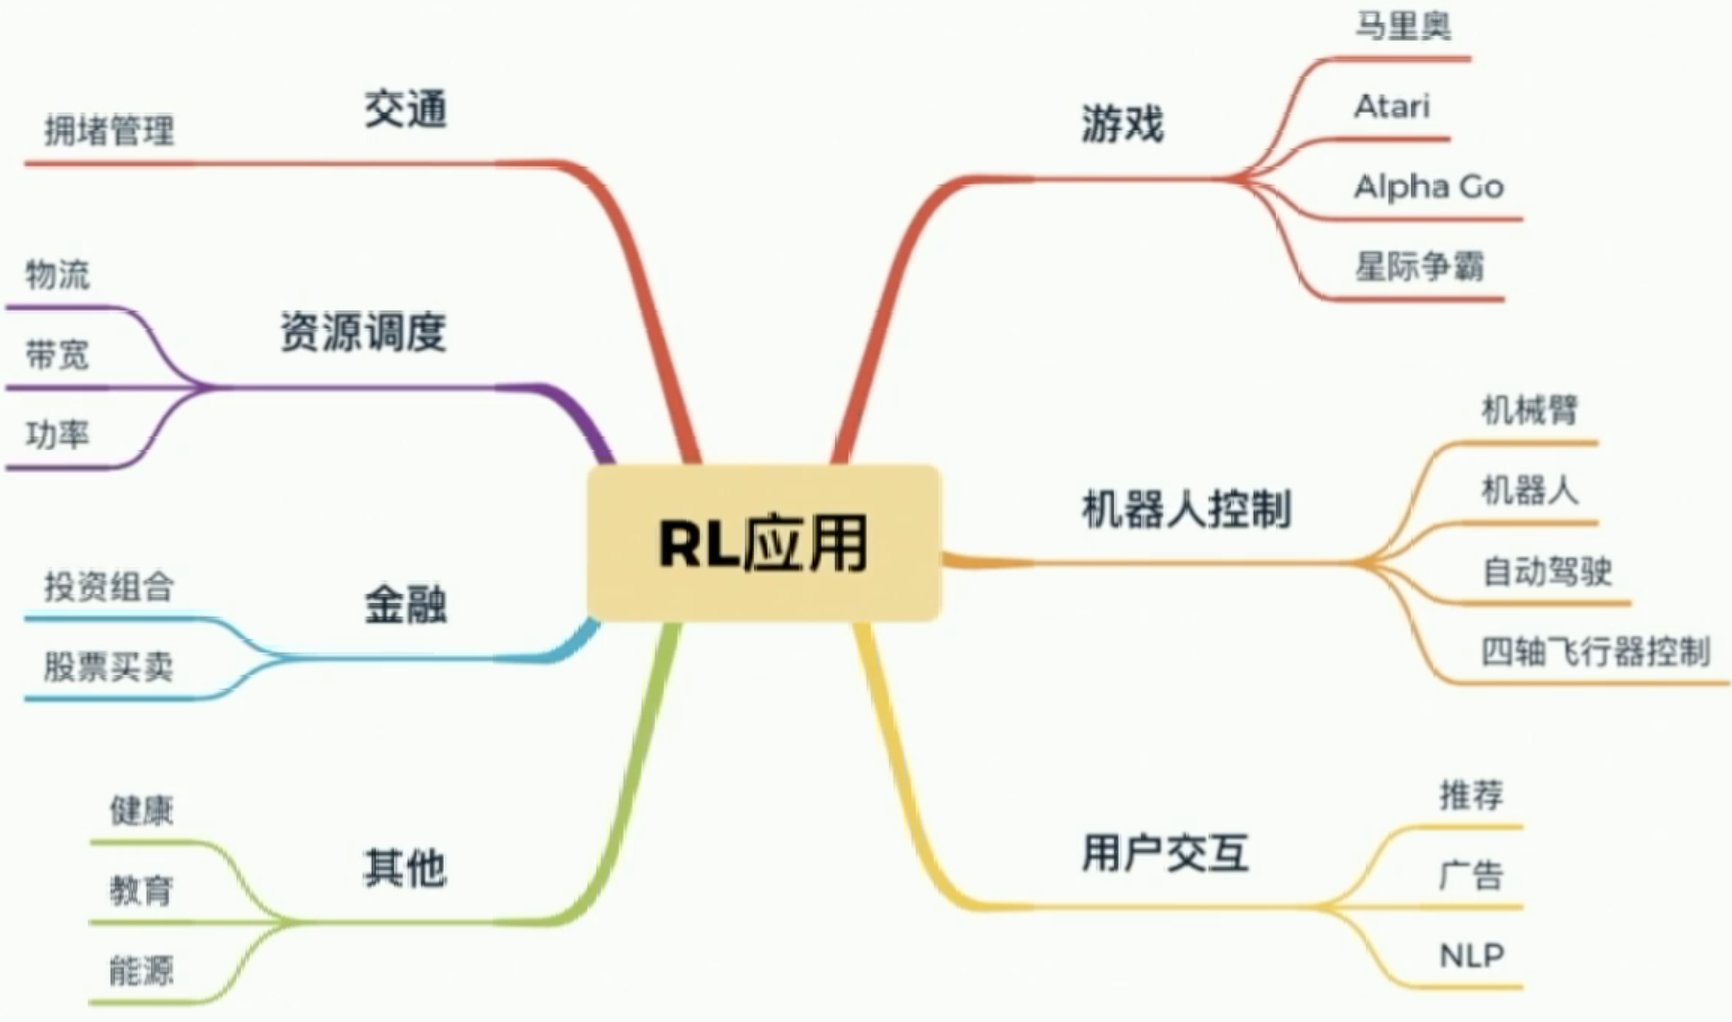 RL应用
游戏
马里奥
Atari
Alpha Go
星际争霸
机器人控制
机械臂
机器人
自动驾驶
四轴飞行器控制
用户交互
推荐
广告
NLP
交通
拥堵管理
资源调度
物流
带宽
功率
金融
投资组合
股票买卖
其他
健康
教育
能源